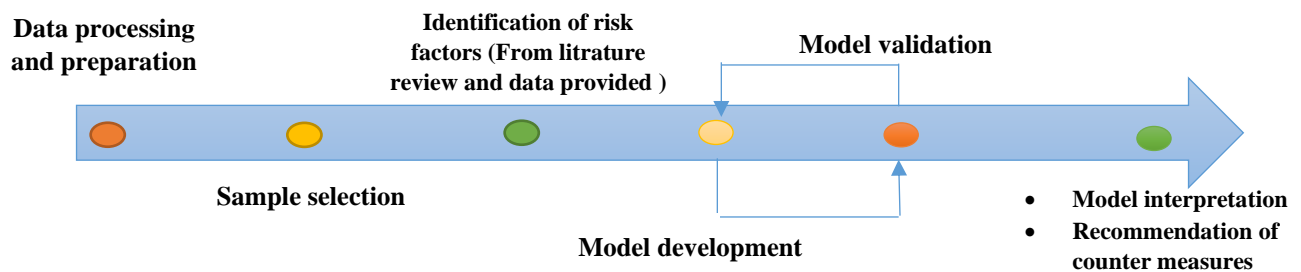 Data processing
and preparation
Sample selection
Identification of risk
factors (From litrature
review and data provided )
Model development
Model validation
• Model interpretation
• Recommendation of
counter measures